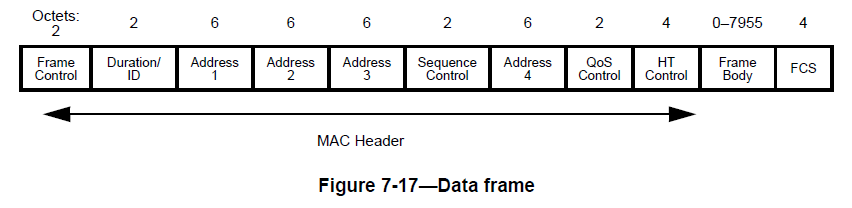 Octets:
2 2 6 6 6 2 6 2 4 0–7955 4
Frame Duration/ Address Address Address Sequence Address QoS HT Frame FCS
Control ID 1 2 3 Control 4 Control Control Body
MAC Header
Figure 7-17—Data frame